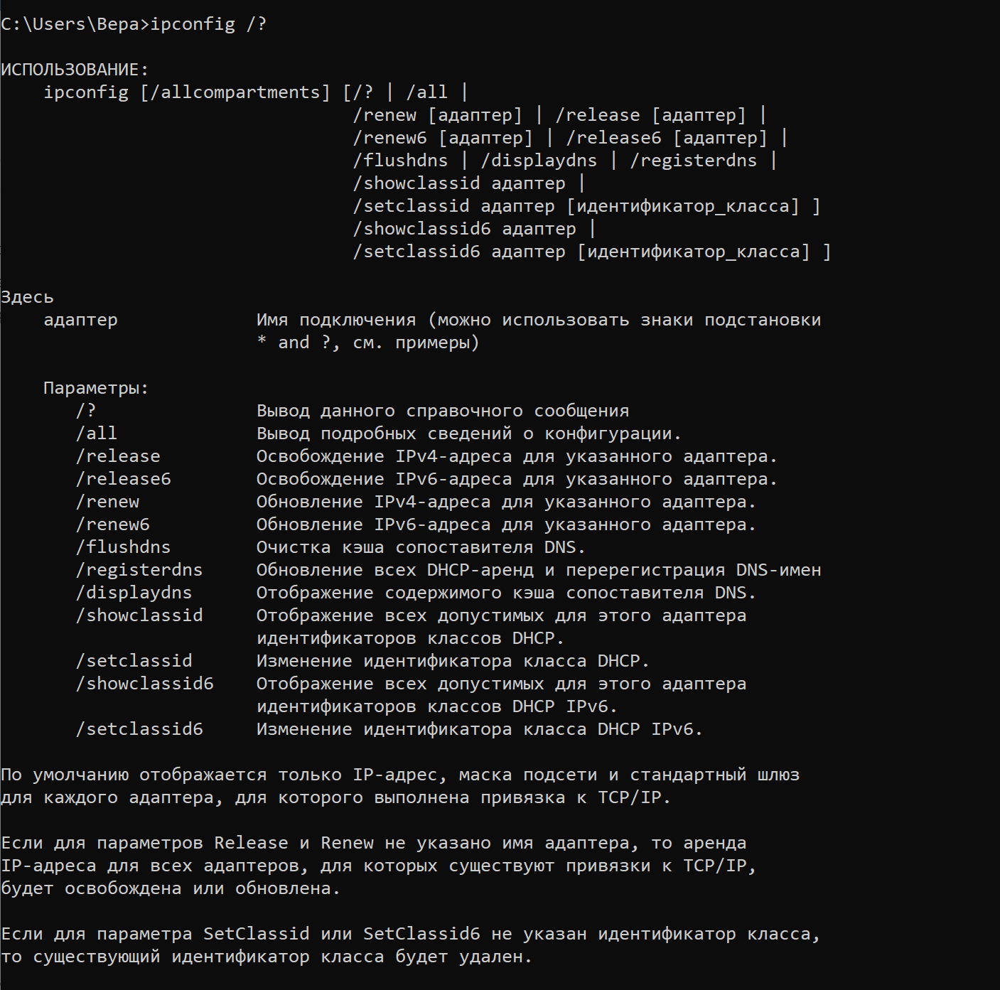 C:\Users\Вера>ipconfig /?
ИСПОЛЬЗОВАНИЕ:
ipconfig [/allcompartments] [/? | /all |
/renew [адаптер] | /release [адаптер] |
/renew6 [адаптер] | /release6 [адаптер] |
/flushdns | /displaydns | /registerdns |
/showclassid адаптер |
/setclassid адаптер [идентификатор_класса] ]
/showclassid6 адаптер |
/setclassid6 адаптер [идентификатор_класса] ]
Здесь
адаптер Имя подключения (можно использовать знаки подстановки
* and ?, см. примеры)
Параметры:
/? Вывод данного справочного сообщения
/all Вывод подробных сведений о конфигурации.
/release Освобождение IPv4-адреса для указанного адаптера.
/release6 Освобождение IPv6-адреса для указанного адаптера.
/renew Обновление IPv4-адреса для указанного адаптера.
/renew6 Обновление IPv6-адреса для указанного адаптера.
/flushdns Очистка кэша сопоставителя DNS.
/registerdns Обновление всех DHCP-аренд и перерегистрация DNS-имен
/displaydns Отображение содержимого кэша сопоставителя DNS.
/showclassid Отображение всех допустимых для этого адаптера
идентификаторов классов DHCP.
/setclassid Изменение идентификатора класса DHCP.
/showclassid6 Отображение всех допустимых для этого адаптера
идентификаторов классов DHCP IPv6.
/setclassid6 Изменение идентификатора класса DHCP IPv6.
По умолчанию отображается только IP-адрес, маска подсети и стандартный шлюз
для каждого адаптера, для которого выполнена привязка к TCP/IP.
Если для параметров Release и Renew не указано имя адаптера, то аренда
IP-адреса для всех адаптеров, для которых существуют привязки к TCP/IP,
будет освобождена или обновлена.
Если для параметра SetClassid или SetClassid6 не указан идентификатор класса,
то существующий идентификатор класса будет удален.